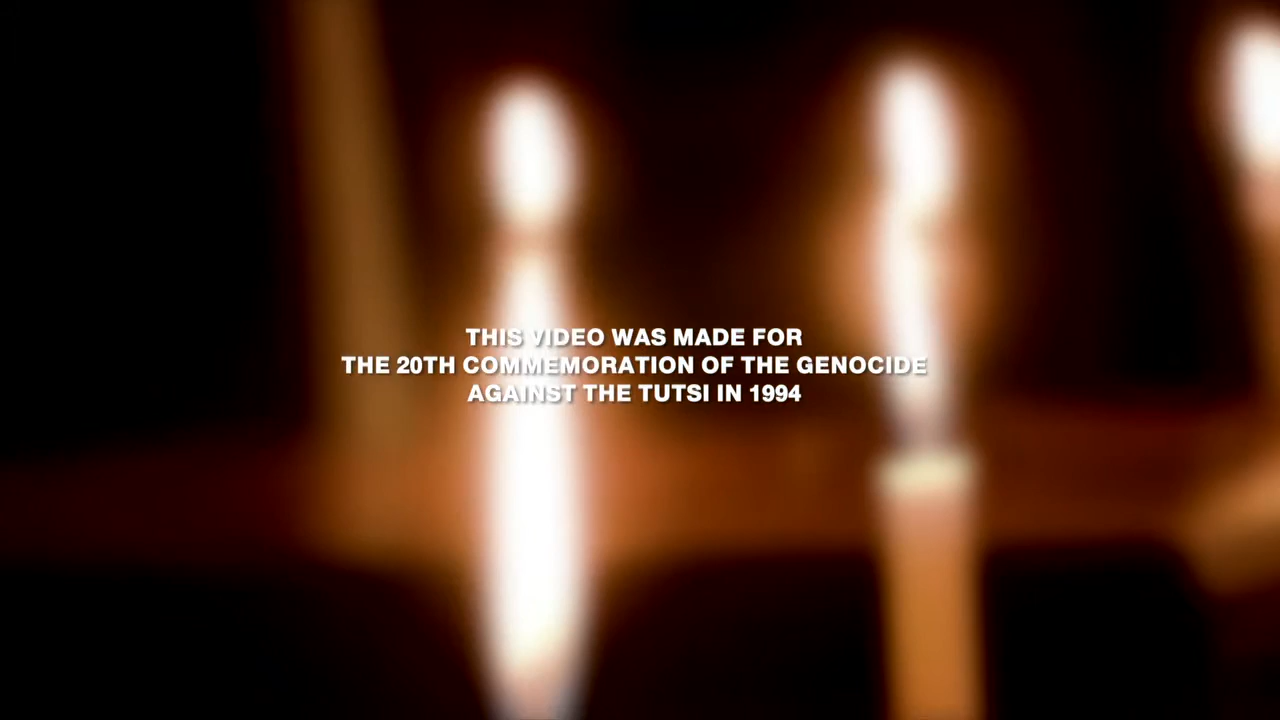 THIS VIDEO WAS MADE FOR
THE 20TH COMMEMORATION OF THE GENOCIDE
AGAINST THE TUTSI IN 1994